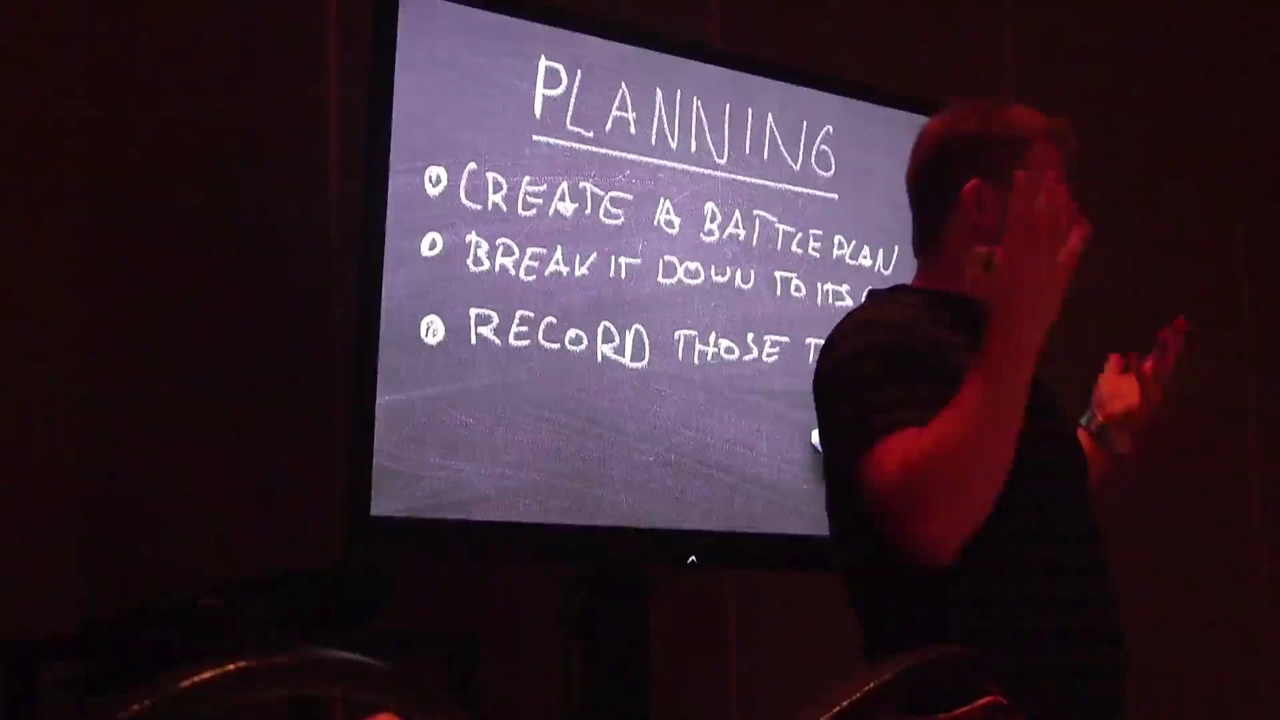 PLANNING
CREATE A BATTLE PLAN
BREAK IT DOWN TO ITS
RECORD THOSE